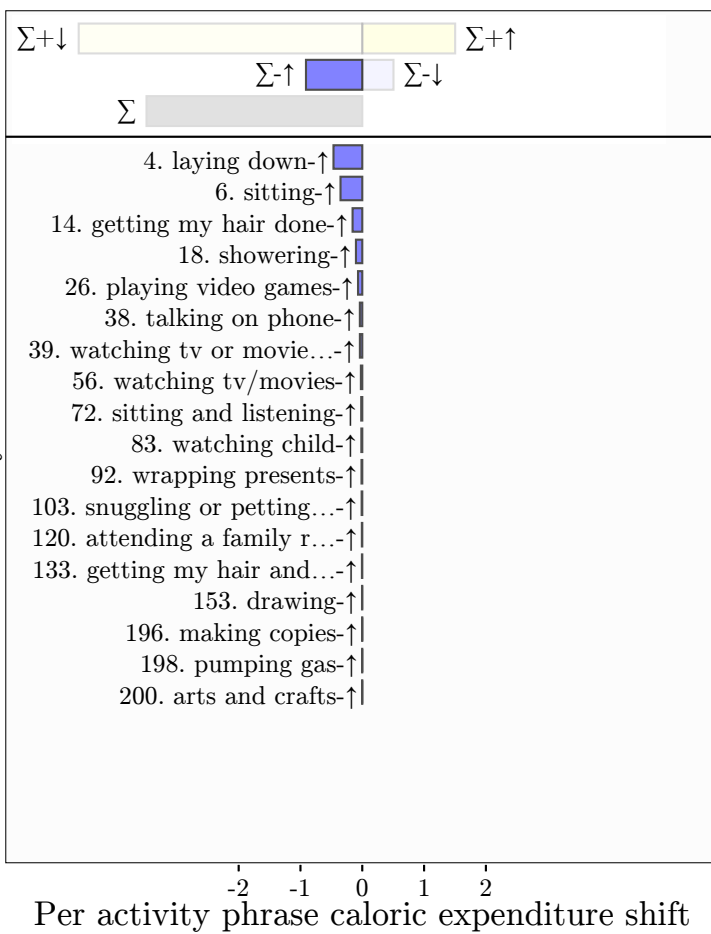 ∑+↓ ∑+↑
∑-↑ ∑-↓
∑
4. laying down-↑
6. sitting-↑
14. getting my hair done-↑
18. showering-↑
26. playing video games-↑
38. talking on phone-↑
39. watching tv or movie…-↑
56. watching tv/movies-↑
72. sitting and listening-↑
83. watching child-↑
92. wrapping presents-↑
103. snuggling or petting…-↑
120. attending a family r…-↑
133. getting my hair and…-↑
153. drawing-↑
196. making copies-↑
198. pumping gas-↑
200. arts and crafts-↑
-2 -1 0 1 2
Per activity phrase caloric expenditure shift